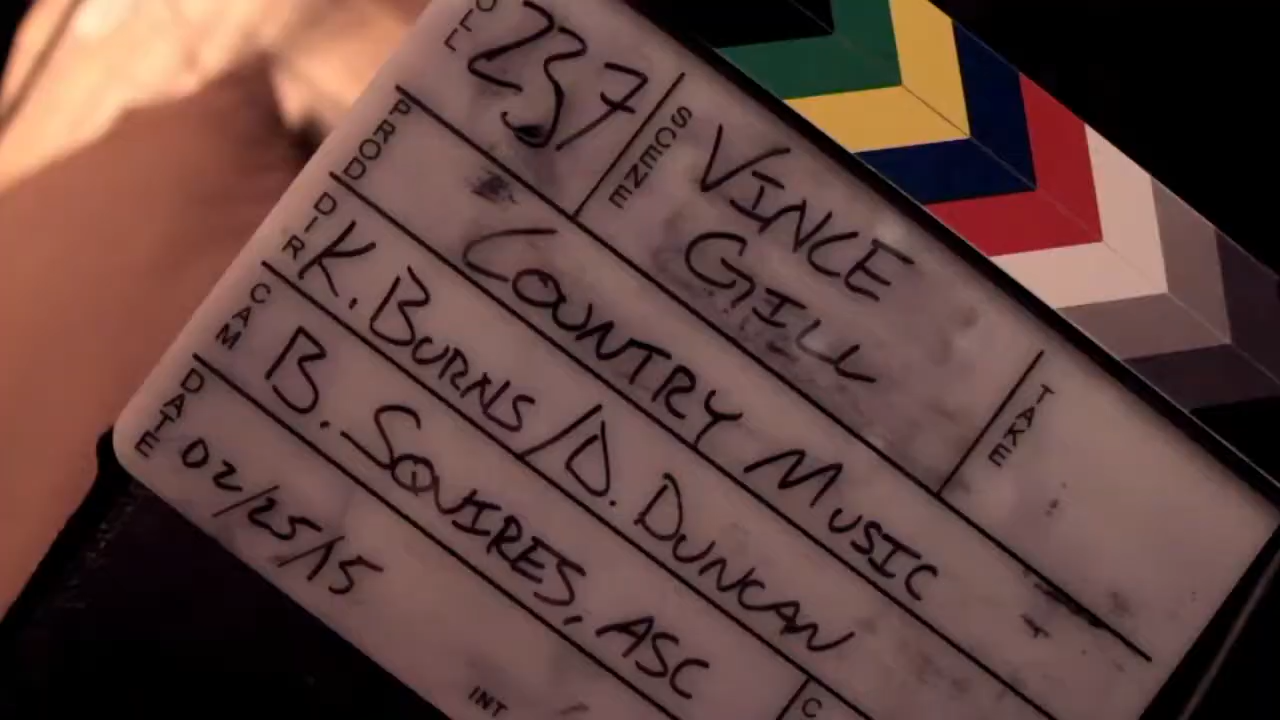 ROLL 237 SCENE VINCE GILL TAKE
PROD COUNTRY MUSIC
DIR K. BURNS/D. DUNCAN
CAM B. SQUIRES, ASC
DATE 02/25/15
INT